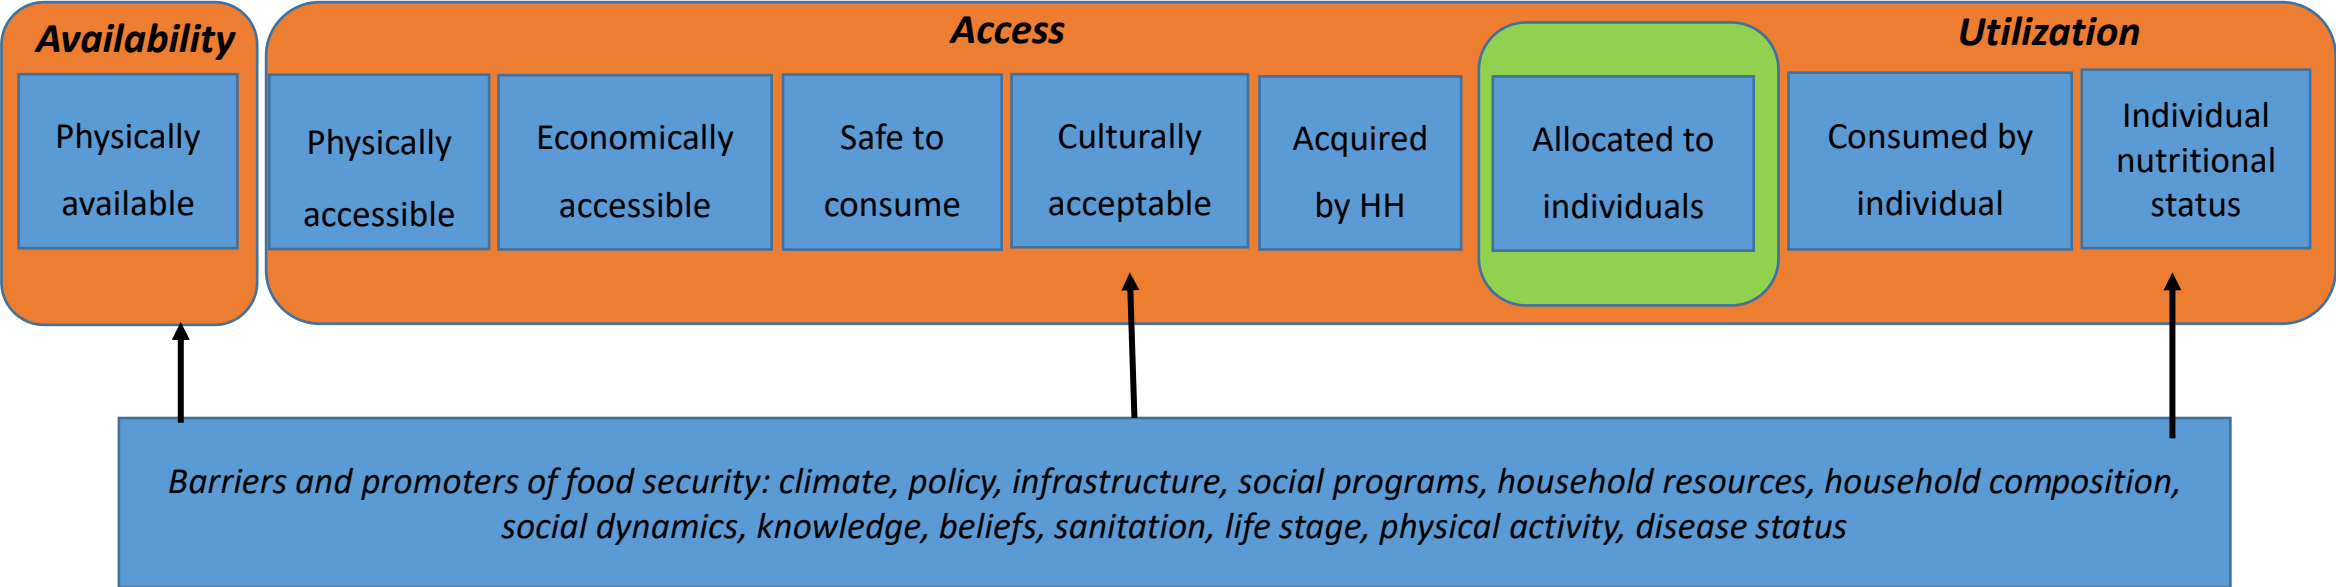 Availability
Access
Utilization
Physically
available
Physically
accessible
Economically
accessible
Safe to
consume
Culturally
acceptable
Acquired
by HH
Allocated to
individuals
Consumed by
individual
Individual
nutritional
status
Barriers and promoters of food security: climate, policy, infrastructure, social programs, household resources, household composition,
social dynamics, knowledge, beliefs, sanitation, life stage, physical activity, disease status